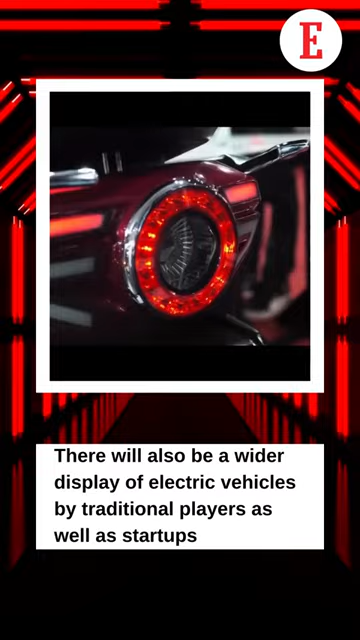 E
There will also be a wider
display of electric vehicles
by traditional players as
well as startups